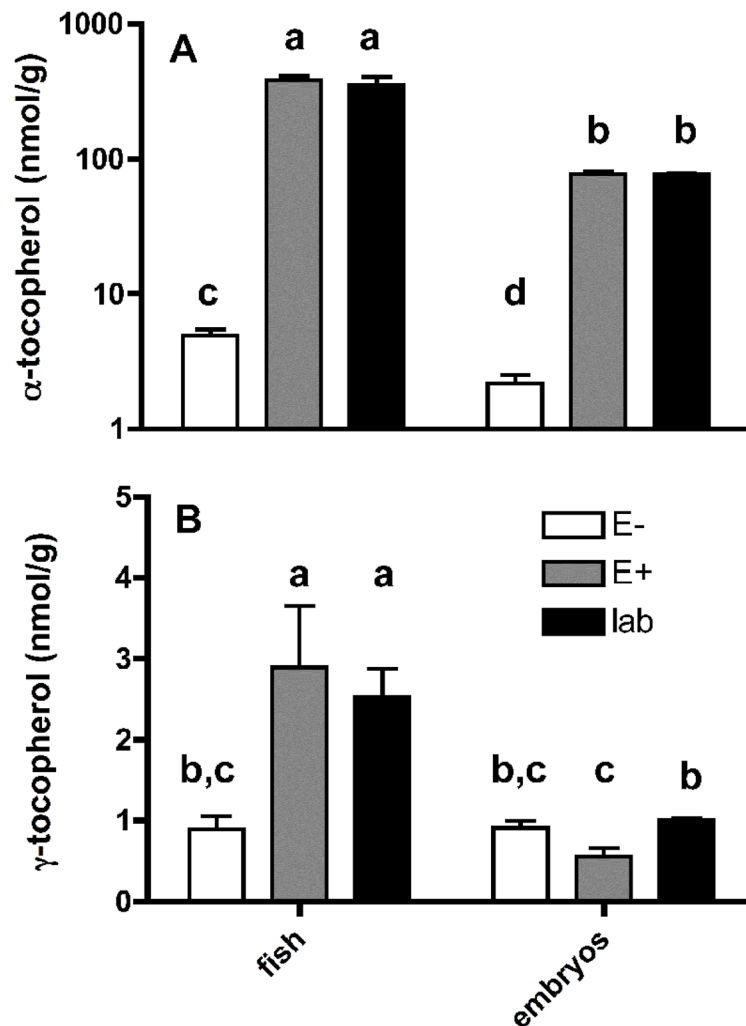 A
α-tocopherol (nmol/g)
1000
100
10
1
a a
b b
c
d
B
γ-tocopherol (nmol/g)
5
4
3
2
1
0
E-
E+
lab
a a
b,c b,c c b
fish embryos